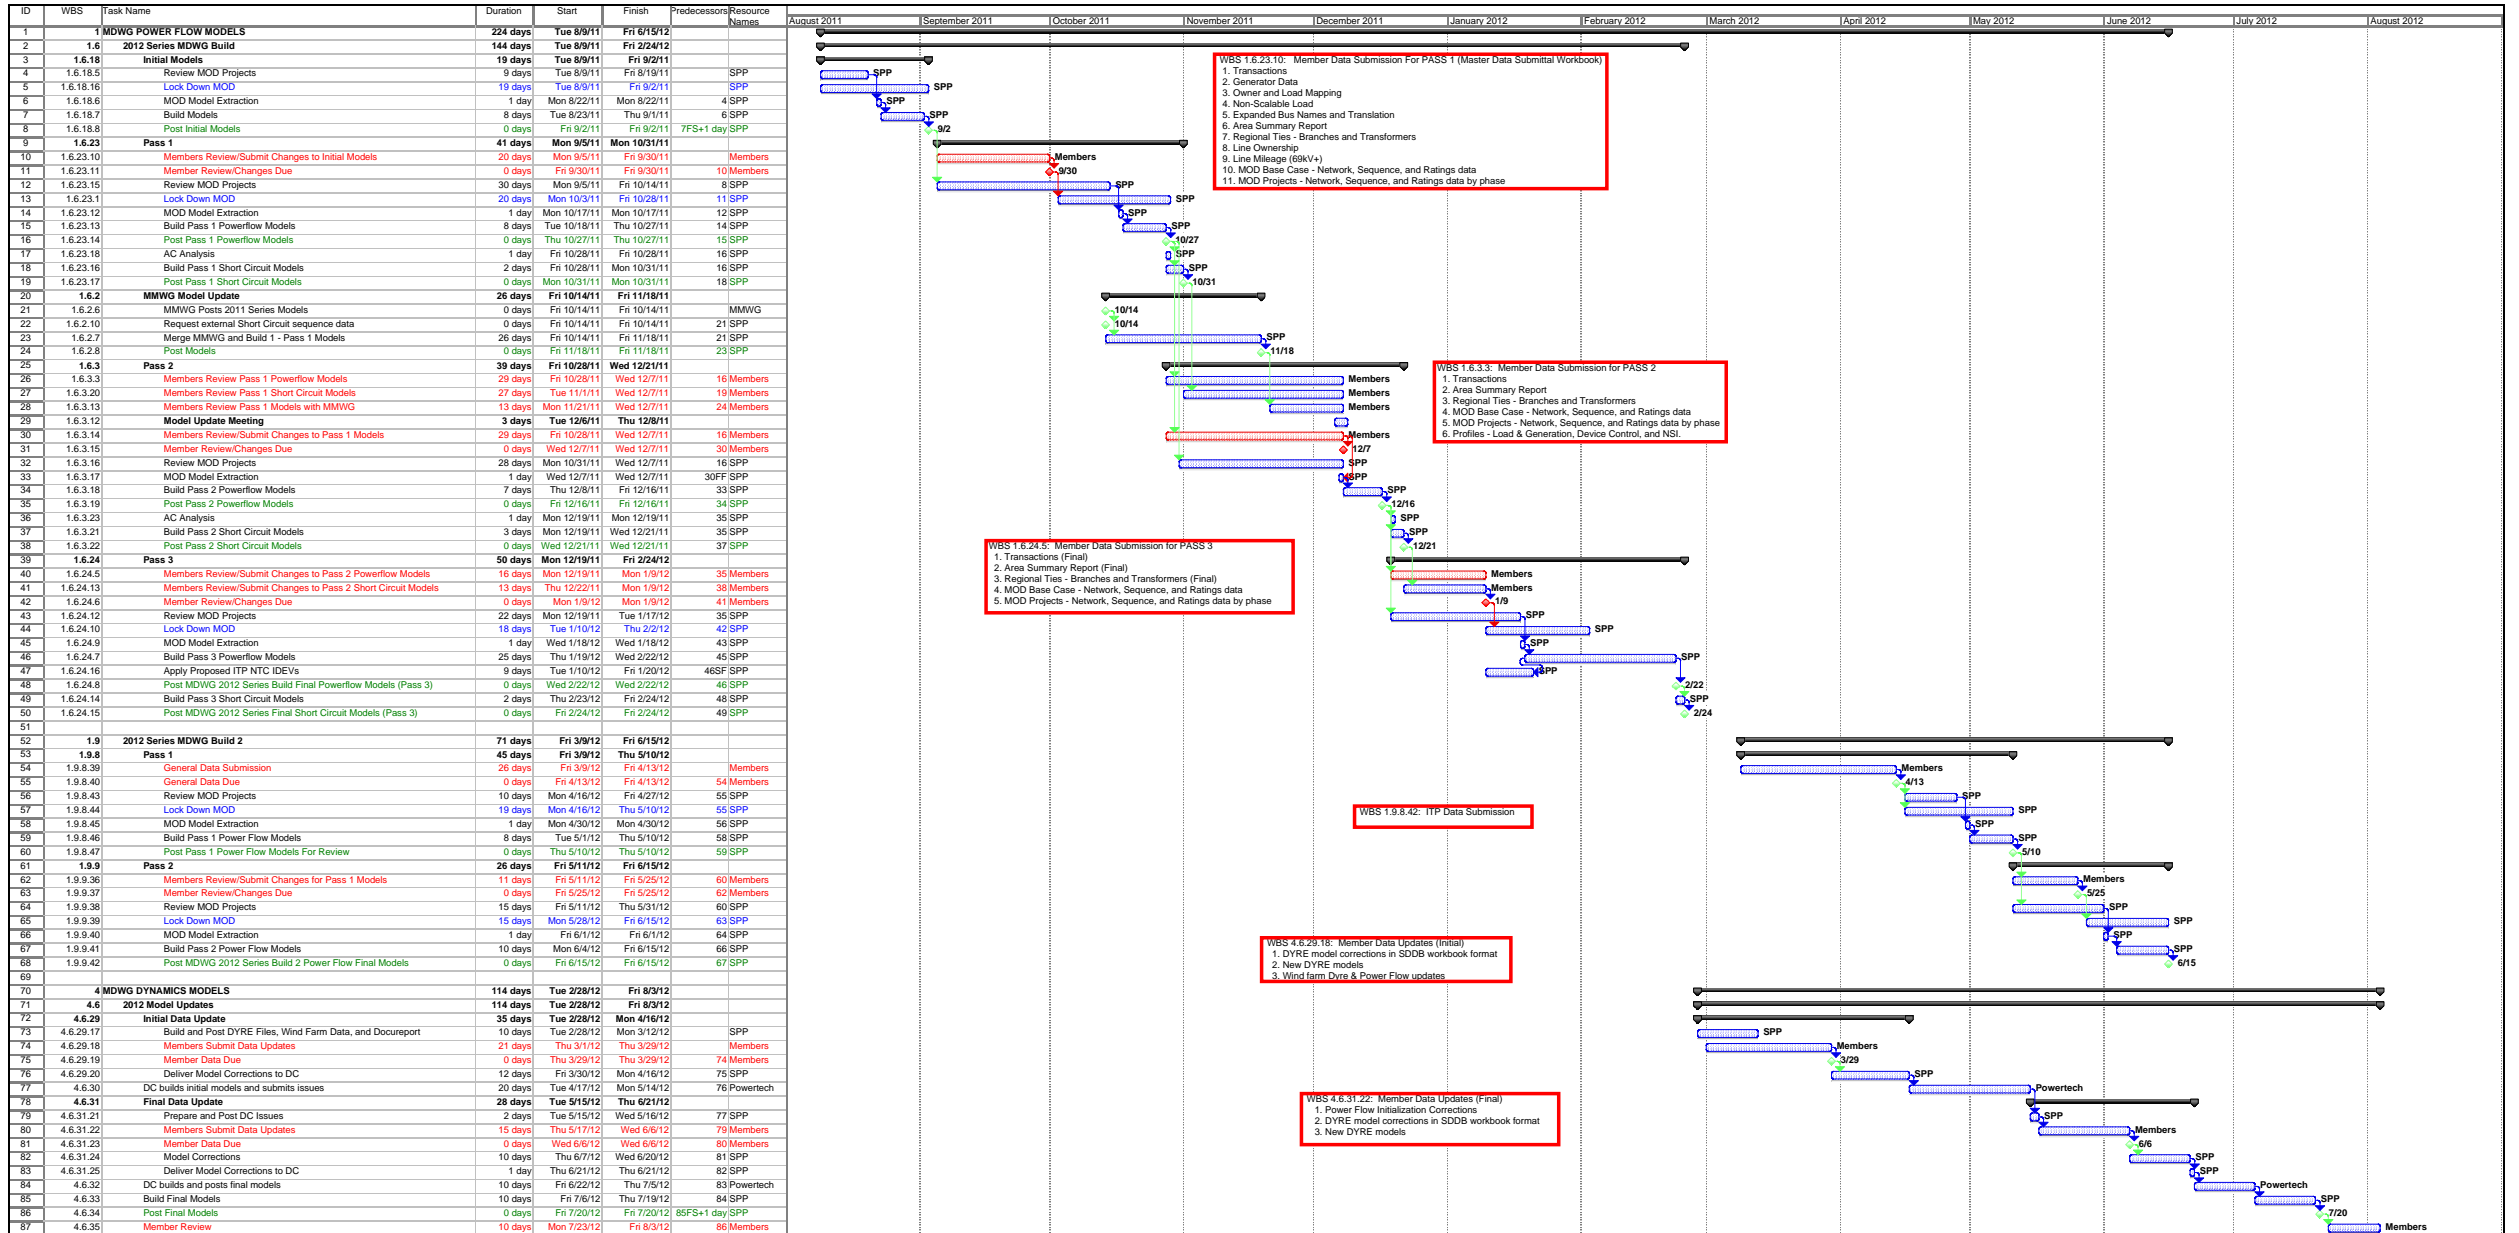 ID WBS Task Name Duration Start Finish Predecessors Resource Names August 2011 September 2011 October 2011 November 2011 December 2011 January 2012 February 2012 March 2012 April 2012 May 2012 June 2012 July 2012 August 2012
1 1 MDWG POWER FLOW MODELS 224 days Tue 8/9/11 Fri 6/15/12
2 1.6 2012 Series MDWG Build 144 days Tue 8/9/11 Fri 2/24/12
3 1.6.18 Initial Models 19 days Tue 8/9/11 Fri 9/2/11
4 1.6.18.5 Review MOD Projects 9 days Tue 8/9/11 Fri 8/19/11 SPP SPP
5 1.6.18.16 Lock Down MOD 19 days Tue 8/9/11 Fri 9/2/11 SPP SPP
6 1.6.18.6 MOD Model Extraction 1 day Mon 8/22/11 Mon 8/22/11 4 SPP SPP
7 1.6.18.7 Build Models 8 days Tue 8/23/11 Thu 9/1/11 6 SPP SPP
8 1.6.18.8 Post Initial Models 0 days Fri 9/2/11 Fri 9/2/11 7FS+1 day SPP 9/2
9 1.6.23 Pass 1 41 days Mon 9/5/11 Mon 10/31/11
10 1.6.23.10 Members Review/Submit Changes to Initial Models 20 days Mon 9/5/11 Fri 9/30/11 Members Members
11 1.6.23.11 Member Review/Changes Due 0 days Fri 9/30/11 Fri 9/30/11 10 Members 9/30
12 1.6.23.15 Review MOD Projects 30 days Mon 9/5/11 Fri 10/14/11 8 SPP SPP
13 1.6.23.1 Lock Down MOD 20 days Mon 10/3/11 Fri 10/28/11 11 SPP SPP
14 1.6.23.12 MOD Model Extraction 1 day Mon 10/17/11 Mon 10/17/11 12 SPP SPP
15 1.6.23.13 Build Pass 1 Powerflow Models 8 days Tue 10/18/11 Thu 10/27/11 14 SPP SPP
16 1.6.23.14 Post Pass 1 Powerflow Models 0 days Thu 10/27/11 Thu 10/27/11 15 SPP 10/27
17 1.6.23.18 AC Analysis 1 day Fri 10/28/11 Fri 10/28/11 16 SPP SPP
18 1.6.23.16 Build Pass 1 Short Circuit Models 2 days Fri 10/28/11 Mon 10/31/11 16 SPP SPP
19 1.6.23.17 Post Pass 1 Short Circuit Models 0 days Mon 10/31/11 Mon 10/31/11 18 SPP 10/31
20 1.6.2 MMWG Model Update 26 days Fri 10/14/11 Fri 11/18/11
21 1.6.2.6 MMWG Posts 2011 Series Models 0 days Fri 10/14/11 Fri 10/14/11 MMWG 10/14
22 1.6.2.10 Request external Short Circuit sequence data 0 days Fri 10/14/11 Fri 10/14/11 21 SPP 10/14
23 1.6.2.7 Merge MMWG and Build 1 - Pass 1 Models 26 days Fri 10/14/11 Fri 11/18/11 21 SPP SPP
24 1.6.2.8 Post Models 0 days Fri 11/18/11 Fri 11/18/11 23 SPP 11/18
25 1.6.3 Pass 2 39 days Fri 10/28/11 Wed 12/21/11
26 1.6.3.3 Members Review Pass 1 Powerflow Models 29 days Fri 10/28/11 Wed 12/7/11 16 Members Members
27 1.6.3.20 Members Review Pass 1 Short Circuit Models 27 days Tue 11/1/11 Wed 12/7/11 19 Members Members
28 1.6.3.13 Members Review Pass 1 Models with MMWG 13 days Mon 11/21/11 Wed 12/7/11 24 Members Members
29 1.6.3.12 Model Update Meeting 3 days Tue 12/6/11 Thu 12/8/11
30 1.6.3.14 Members Review/Submit Changes to Pass 1 Models 29 days Fri 10/28/11 Wed 12/7/11 16 Members Members
31 1.6.3.15 Member Review/Changes Due 0 days Wed 12/7/11 Wed 12/7/11 30 Members 12/7
32 1.6.3.16 Review MOD Projects 28 days Mon 10/31/11 Wed 12/7/11 16 SPP SPP
33 1.6.3.17 MOD Model Extraction 1 day Wed 12/7/11 Wed 12/7/11 30FF SPP SPP
34 1.6.3.18 Build Pass 2 Powerflow Models 7 days Thu 12/8/11 Fri 12/16/11 33 SPP SPP
35 1.6.3.19 Post Pass 2 Powerflow Models 0 days Fri 12/16/11 Fri 12/16/11 34 SPP 12/16
36 1.6.3.23 AC Analysis 1 day Mon 12/19/11 Mon 12/19/11 35 SPP SPP
37 1.6.3.21 Build Pass 2 Short Circuit Models 3 days Mon 12/19/11 Wed 12/21/11 35 SPP SPP
38 1.6.3.22 Post Pass 2 Short Circuit Models 0 days Wed 12/21/11 Wed 12/21/11 37 SPP 12/21
39 1.6.24 Pass 3 50 days Mon 12/19/11 Fri 2/24/12
40 1.6.24.5 Members Review/Submit Changes to Pass 2 Powerflow Models 16 days Mon 12/19/11 Mon 1/9/12 35 Members Members
41 1.6.24.13 Members Review/Submit Changes to Pass 2 Short Circuit Models 13 days Thu 12/22/11 Mon 1/9/12 38 Members Members
42 1.6.24.6 Member Review/Changes Due 0 days Mon 1/9/12 Mon 1/9/12 41 Members 1/9
43 1.6.24.12 Review MOD Projects 22 days Mon 12/19/11 Tue 1/17/12 35 SPP SPP
44 1.6.24.10 Lock Down MOD 18 days Tue 1/10/12 Thu 2/2/12 42 SPP SPP
45 1.6.24.9 MOD Model Extraction 1 day Wed 1/18/12 Wed 1/18/12 43 SPP SPP
46 1.6.24.7 Build Pass 3 Powerflow Models 25 days Thu 1/19/12 Wed 2/22/12 45 SPP SPP
47 1.6.24.16 Apply Proposed ITP NTC IDEVs 9 days Tue 1/10/12 Fri 1/20/12 46SF SPP SPP
48 1.6.24.8 Post MDWG 2012 Series Build Final Powerflow Models (Pass 3) 0 days Wed 2/22/12 Wed 2/22/12 46 SPP 2/22
49 1.6.24.14 Build Pass 3 Short Circuit Models 2 days Thu 2/23/12 Fri 2/24/12 48 SPP SPP
50 1.6.24.15 Post MDWG 2012 Series Final Short Circuit Models (Pass 3) 0 days Fri 2/24/12 Fri 2/24/12 49 SPP 2/24
51
52 1.9 2012 Series MDWG Build 2 71 days Fri 3/9/12 Fri 6/15/12
53 1.9.8 Pass 1 45 days Fri 3/9/12 Thu 5/10/12
54 1.9.8.39 General Data Submission 26 days Fri 3/9/12 Fri 4/13/12 Members Members
55 1.9.8.40 General Data Due 0 days Fri 4/13/12 Fri 4/13/12 54 Members 4/13
56 1.9.8.43 Review MOD Projects 10 days Mon 4/16/12 Fri 4/27/12 55 SPP SPP
57 1.9.8.44 Lock Down MOD 19 days Mon 4/16/12 Thu 5/10/12 55 SPP SPP
58 1.9.8.45 MOD Model Extraction 1 day Mon 4/30/12 Mon 4/30/12 56 SPP SPP
59 1.9.8.46 Build Pass 1 Power Flow Models 8 days Tue 5/1/12 Thu 5/10/12 58 SPP SPP
60 1.9.8.47 Post Pass 1 Power Flow Models For Review 0 days Thu 5/10/12 Thu 5/10/12 59 SPP 5/10
61 1.9.9 Pass 2 26 days Fri 5/11/12 Fri 6/15/12
62 1.9.9.36 Members Review/Submit Changes for Pass 1 Models 11 days Fri 5/11/12 Fri 5/25/12 60 Members Members
63 1.9.9.37 Member Review/Changes Due 0 days Fri 5/25/12 Fri 5/25/12 62 Members 5/25
64 1.9.9.38 Review MOD Projects 15 days Fri 5/11/12 Thu 5/31/12 60 SPP SPP
65 1.9.9.39 Lock Down MOD 15 days Mon 5/28/12 Fri 6/15/12 63 SPP SPP
66 1.9.9.40 MOD Model Extraction 1 day Fri 6/1/12 Fri 6/1/12 64 SPP SPP
67 1.9.9.41 Build Pass 2 Power Flow Models 10 days Mon 6/4/12 Fri 6/15/12 66 SPP SPP
68 1.9.9.42 Post MDWG 2012 Series Build 2 Power Flow Final Models 0 days Fri 6/15/12 Fri 6/15/12 67 SPP 6/15
69
70 4 MDWG DYNAMICS MODELS 114 days Tue 2/28/12 Fri 8/3/12
71 4.6 2012 Model Updates 114 days Tue 2/28/12 Fri 8/3/12
72 4.6.29 Initial Data Update 35 days Tue 2/28/12 Mon 4/16/12
73 4.6.29.17 Build and Post DYRE Files, Wind Farm Data, and Docureport 10 days Tue 2/28/12 Mon 3/12/12 SPP SPP
74 4.6.29.18 Members Submit Data Updates 21 days Thu 3/1/12 Thu 3/29/12 Members Members
75 4.6.29.19 Member Data Due 0 days Thu 3/29/12 Thu 3/29/12 74 Members 3/29
76 4.6.29.20 Deliver Model Corrections to DC 12 days Fri 3/30/12 Mon 4/16/12 75 SPP SPP
77 4.6.30 DC builds initial models and submits issues 20 days Tue 4/17/12 Mon 5/14/12 76 Powertech Powertech
78 4.6.31 Final Data Update 28 days Tue 5/15/12 Thu 6/21/12
79 4.6.31.21 Prepare and Post DC Issues 2 days Tue 5/15/12 Wed 5/16/12 77 SPP SPP
80 4.6.31.22 Members Submit Data Updates 15 days Thu 5/17/12 Wed 6/6/12 79 Members Members
81 4.6.31.23 Member Data Due 0 days Wed 6/6/12 Wed 6/6/12 80 Members 6/6
82 4.6.31.24 Model Corrections 10 days Thu 6/7/12 Wed 6/20/12 81 SPP SPP
83 4.6.31.25 Deliver Model Corrections to DC 1 day Thu 6/21/12 Thu 6/21/12 82 SPP SPP
84 4.6.32 DC builds and posts final models 10 days Fri 6/22/12 Thu 7/5/12 83 Powertech Powertech
85 4.6.33 Build Final Models 10 days Fri 7/6/12 Thu 7/19/12 84 SPP SPP
86 4.6.34 Post Final Models 0 days Fri 7/20/12 Fri 7/20/12 85FS+1 day SPP 7/20
87 4.6.35 Member Review 10 days Mon 7/23/12 Fri 8/3/12 86 Members Members
WBS 1.6.23.10: Member Data Submission For PASS 1 (Master Data Submittal Workbook)
1. Transactions
2. Generator Data
3. Owner and Load Mapping
4. Non-Scalable Load
5. Expanded Bus Names and Translation
6. Area Summary Report
7. Regional Ties - Branches and Transformers
8. Line Ownership
9. Line Mileage (69kV+)
10. MOD Base Case - Network, Sequence, and Ratings data
11. MOD Projects - Network, Sequence, and Ratings data by phase
WBS 1.6.3.3: Member Data Submission for PASS 2
1. Transactions
2. Area Summary Report
3. Regional Ties - Branches and Transformers
4. MOD Base Case - Network, Sequence, and Ratings data
5. MOD Projects - Network, Sequence, and Ratings data by phase
6. Profiles - Load & Generation, Device Control, and NSI.
WBS 1.6.24.5: Member Data Submission for PASS 3
1. Transactions (Final)
2. Area Summary Report (Final)
3. Regional Ties - Branches and Transformers (Final)
4. MOD Base Case - Network, Sequence, and Ratings data
5. MOD Projects - Network, Sequence, and Ratings data by phase
WBS 1.9.8.42: ITP Data Submission
WBS 4.6.29.18: Member Data Updates (Initial)
1. DYRE model corrections in SDDB workbook format
2. New DYRE models
3. Wind farm Dyre & Power Flow updates
WBS 4.6.31.22: Member Data Updates (Final)
1. Power Flow Initialization Corrections
2. DYRE model corrections in SDDB workbook format
3. New DYRE models